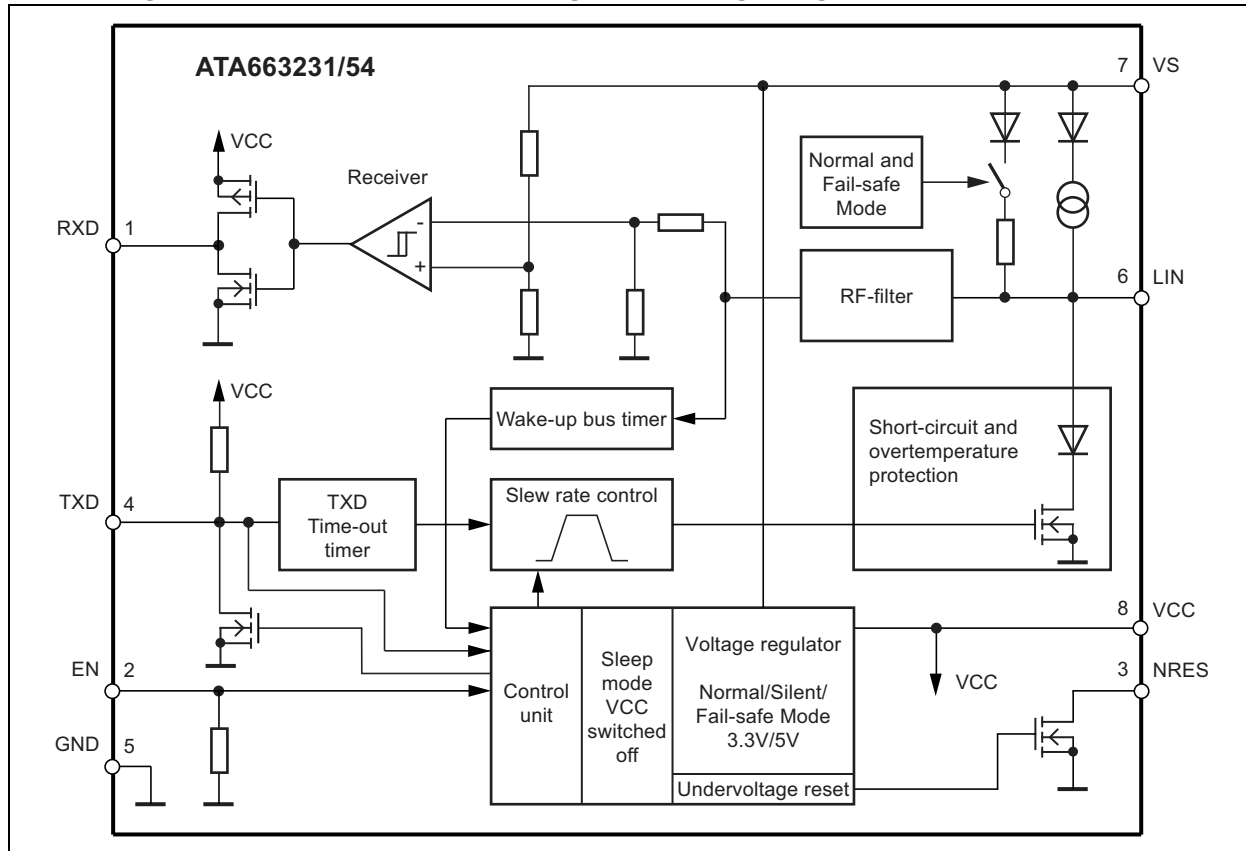 ATA663231/54
7 VS
VCC
Receiver
Normal and
Fail-safe
Mode
RXD 1
-
+
RF-filter
6 LIN
VCC
Wake-up bus timer
Short-circuit and
overtemperature
protection
TXD 4
TXD
Time-out
timer
Slew rate control
8 VCC
Voltage regulator
Normal/Silent/
Fail-safe Mode
3.3V/5V
Sleep
mode
VCC
switched
off
Control
unit
EN 2
VCC
3 NRES
GND 5
Undervoltage reset